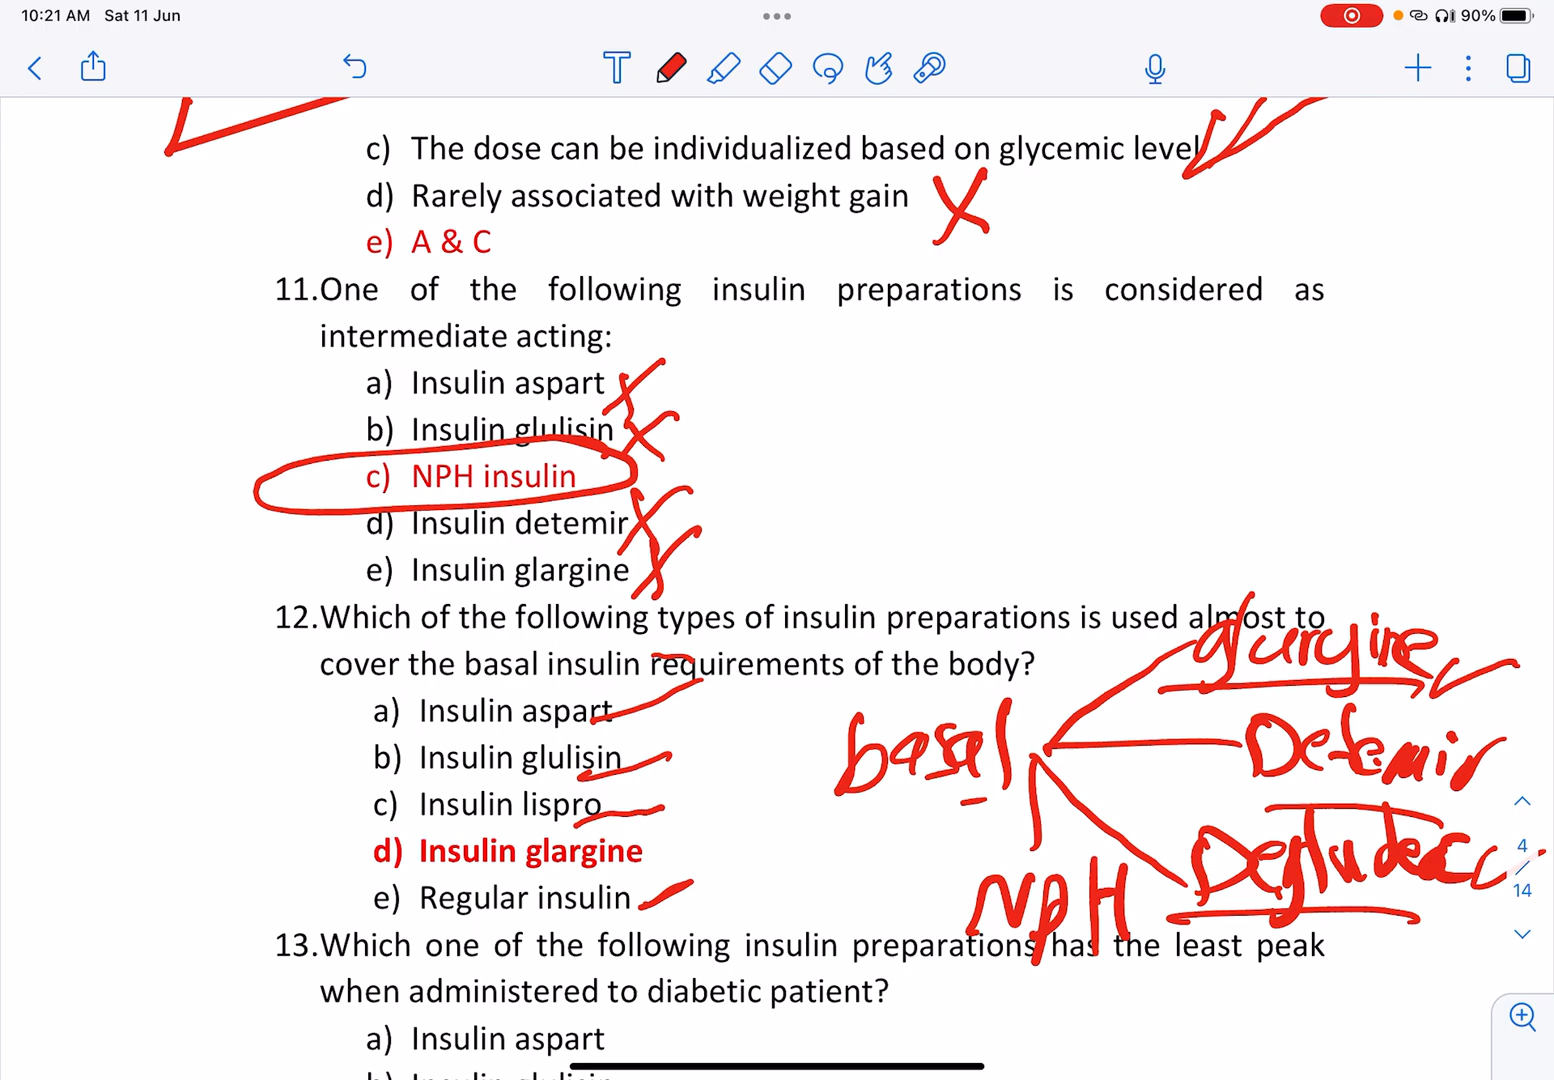 10:21 AM Sat 11 Jun
90%
c) The dose can be individualized based on glycemic level
d) Rarely associated with weight gain
e) A & C
11.One of the following insulin preparations is considered as
intermediate acting:
a) Insulin aspart
b) Insulin glulisin
c) NPH insulin
d) Insulin detemir
e) Insulin glargine
12.Which of the following types of insulin preparations is used almost to
cover the basal insulin requirements of the body?
a) Insulin aspart
b) Insulin glulisin
c) Insulin lispro
d) Insulin glargine
e) Regular insulin
glargine
basal
Detemir
Degludec
NPH
4
14
13.Which one of the following insulin preparations has the least peak
when administered to diabetic patient?
a) Insulin aspart